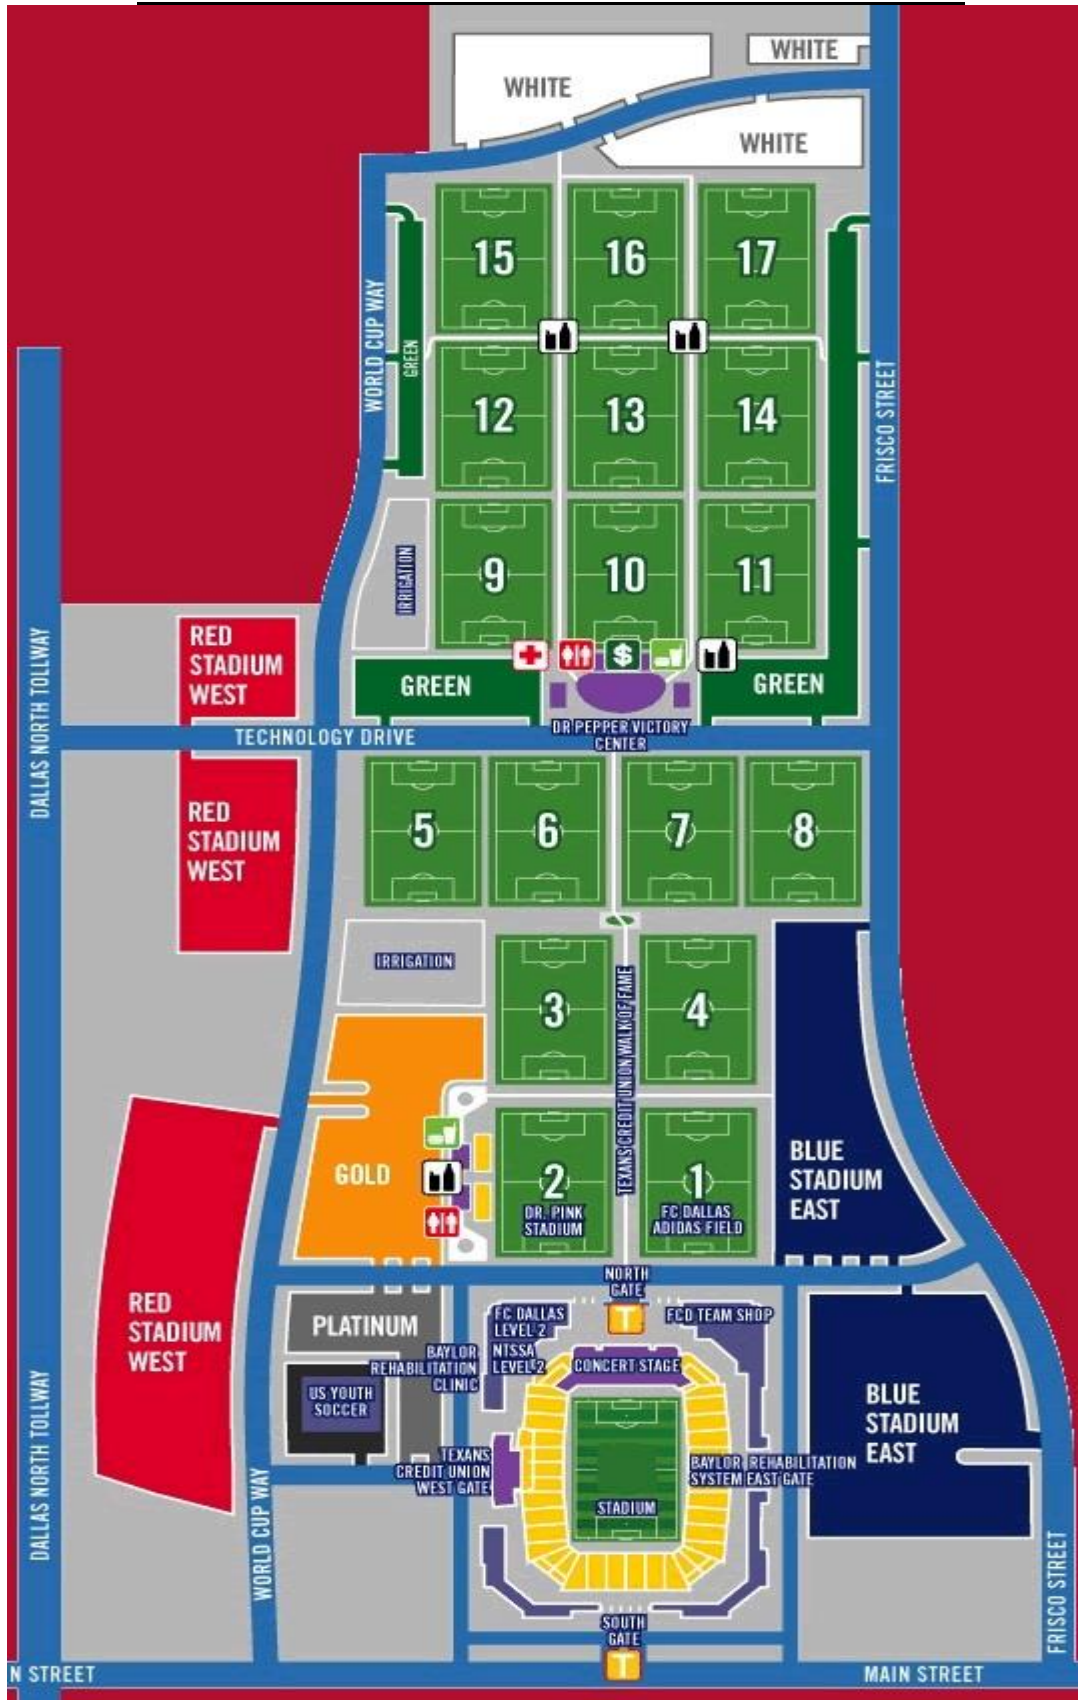 WHITE
WHITE
WHITE
15
16
17
WORLD CUP WAY
GREEN
12
13
14
FRISCO STREET
9
10
11
IRRIGATION
RED
STADIUM
WEST
GREEN
$
GREEN
DALLAS NORTH TOLLWAY
TECHNOLOGY DRIVE
DR PEPPER VICTORY
CENTER
RED
STADIUM
WEST
5
6
7
8
IRRIGATION
3
4
TEXANS CREDIT UNION WALK OF FAME
GOLD
2
DR. PINK
STADIUM
1
FC DALLAS
ADIDAS FIELD
BLUE
STADIUM
EAST
NORTH
GATE
T
RED
STADIUM
WEST
PLATINUM
FC DALLAS
LEVEL 2
FCD TEAM SHOP
BAYLOR
REHABILITATION
CLINIC
NTSSA
LEVEL 2
CONCERT STAGE
US YOUTH
SOCCER
BLUE
STADIUM
EAST
DALLAS NORTH TOLLWAY
TEXANS
CREDIT UNION
WEST GATE
BAYLOR REHABILITATION
SYSTEM EAST GATE
STADIUM
WORLD CUP WAY
FRISCO STREET
SOUTH
GATE
T
N STREET
MAIN STREET